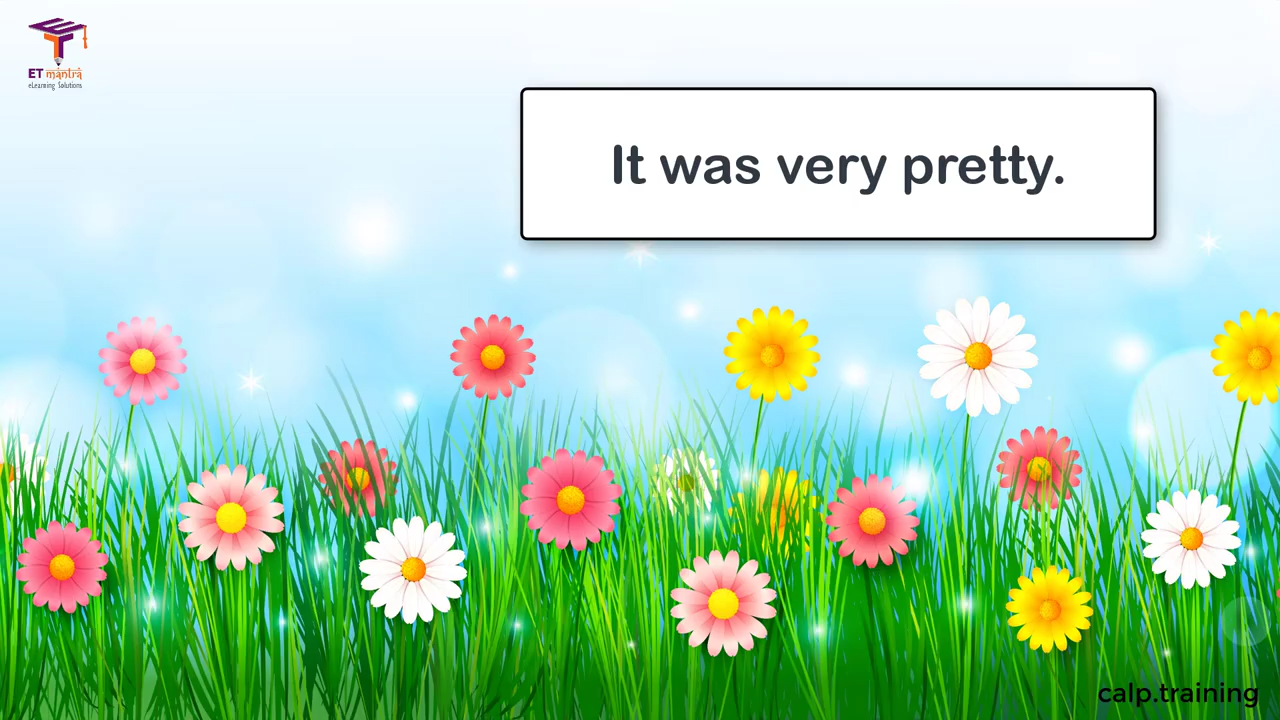 ET mantra
eLearning Solutions
It was very pretty.
calp.training